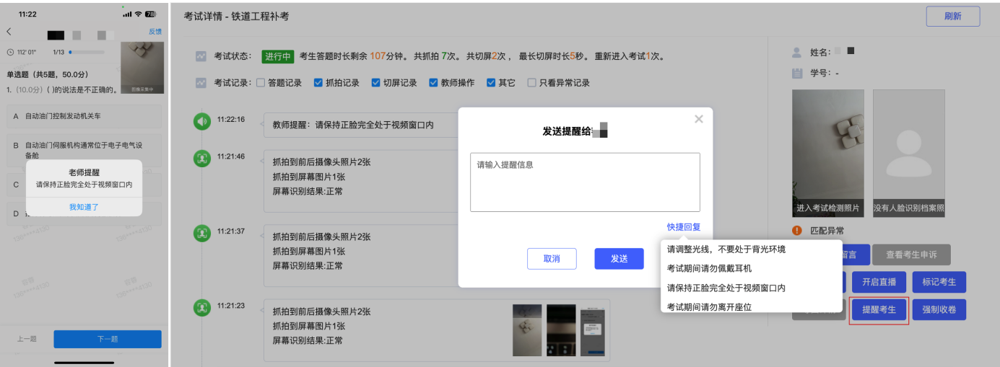 11:22
78
反馈
112' 01"
1/13
图像采集中
单选题（共5题，50.0分）
1.（10.0分）( )的说法是不正确的。
A 自动油门控制发动机关车
B 自动油门伺服机构通常位于电子电气设
备舱
C
D
老师提醒
请保持正脸完全处于视频窗口内
我知道了
上一题
下一题
考试详情 - 铁道工程补考
刷新
考试状态：
进行中
考生答题时长剩余 107分钟。 共抓拍 7次。 共切屏2次， 最长切屏时长5秒。 重新进入考试1次。
考试记录：
答题记录
抓拍记录
切屏记录
教师操作
其它
只看异常记录
11:22:16
教师提醒：请保持正脸完全处于视频窗口内
11:21:46
抓拍到前后摄像头照片2张
抓拍到屏幕图片1张
屏幕识别结果:正常
11:21:37
抓拍到前后摄像头照片2张
抓拍到屏幕图片1张
屏幕识别结果:正常
11:21:23
抓拍到前后摄像头照片2张
抓拍到屏幕图片1张
屏幕识别结果:正常
发送提醒给
请输入提醒信息
快捷回复
取消
发送
请调整光线，不要处于背光环境
考试期间请勿佩戴耳机
请保持正脸完全处于视频窗口内
考试期间请勿离开座位
姓名：
学号：-
进入考试检测照片
没有人脸识别档案照
匹配异常
留言
查看考生申诉
开启直播
标记考生
提醒考生
强制收卷